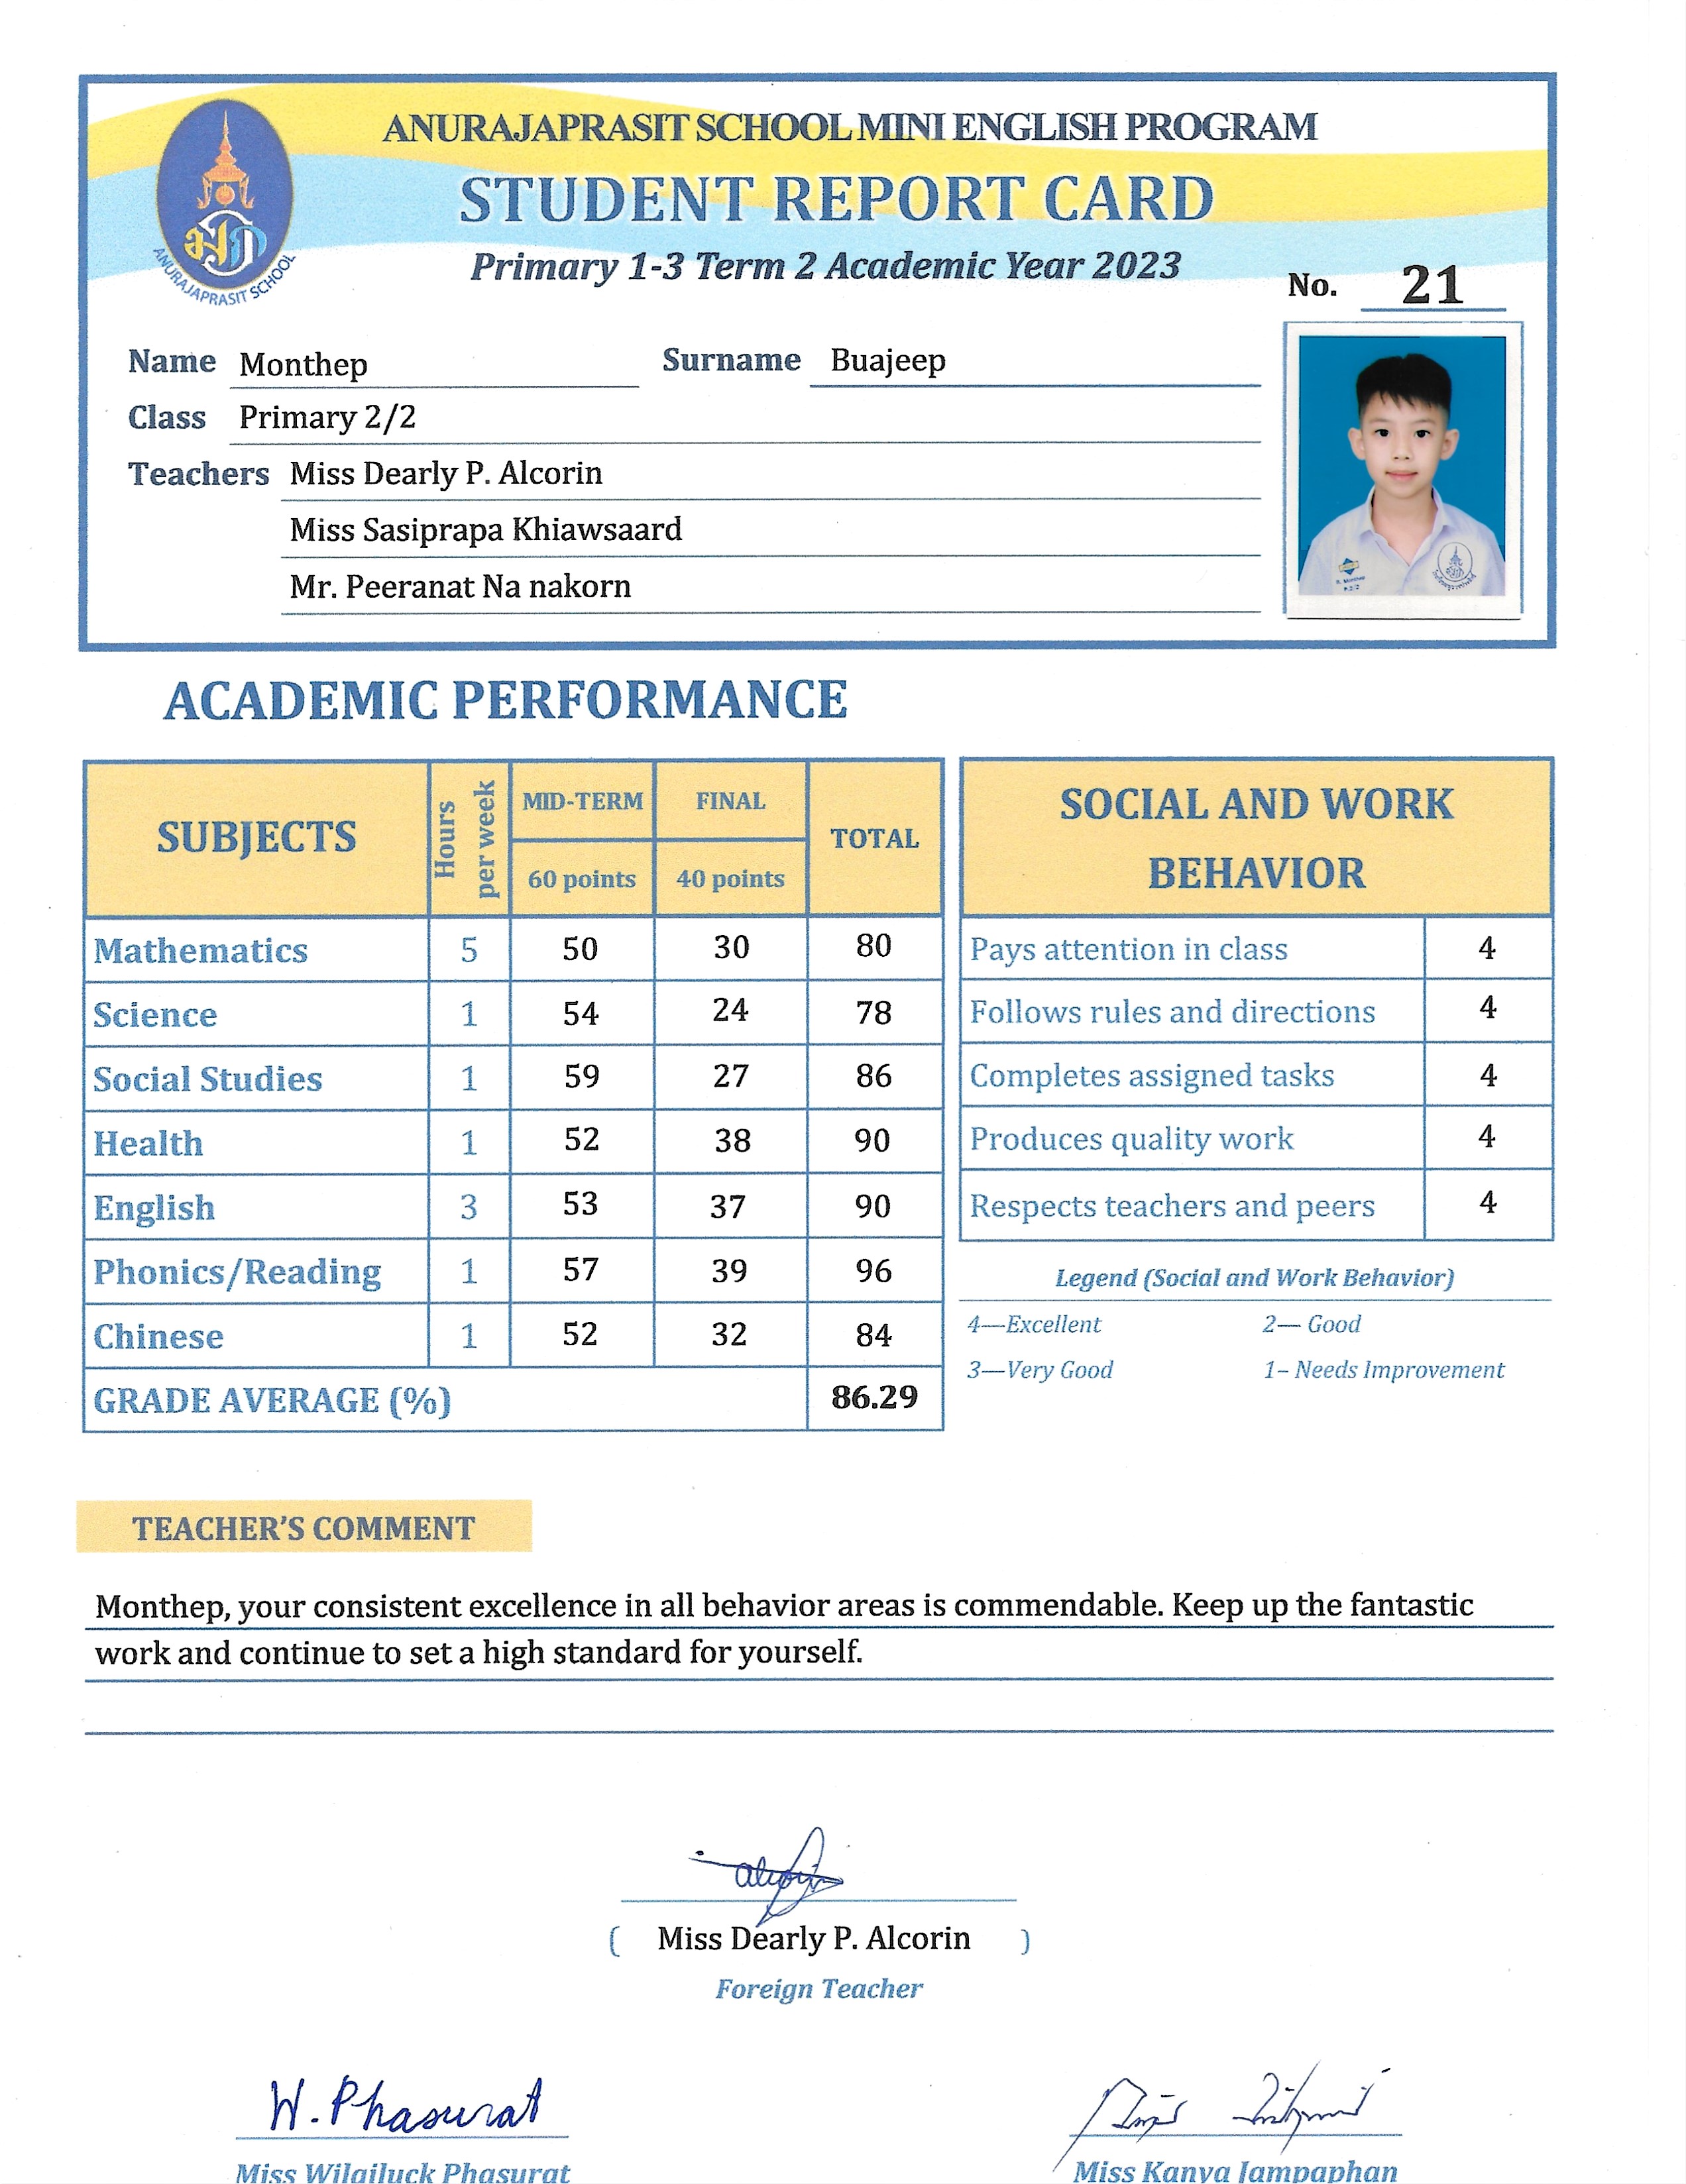 ANURAJAPRASIT SCHOOL MINI ENGLISH PROGRAM
STUDENT REPORT CARD
Primary 1-3 Term 2 Academic Year 2023
ANURAJAPRASIT SCHOOL
No. 21
Name Monthep Surname Buajeep
Class Primary 2/2
Teachers Miss Dearly P. Alcorin
Miss Sasiprapa Khiawsaard
Mr. Peeranat Na nakorn
ACADEMIC PERFORMANCE
SUBJECTS Hours per week MID-TERM FINAL TOTAL
60 points 40 points
Mathematics 5 50 30 80
Science 1 54 24 78
Social Studies 1 59 27 86
Health 1 52 38 90
English 3 53 37 90
Phonics/Reading 1 57 39 96
Chinese 1 52 32 84
GRADE AVERAGE (%) 86.29
SOCIAL AND WORK
BEHAVIOR
Pays attention in class 4
Follows rules and directions 4
Completes assigned tasks 4
Produces quality work 4
Respects teachers and peers 4
Legend (Social and Work Behavior)
4—Excellent 2— Good
3—Very Good 1– Needs Improvement
TEACHER'S COMMENT
Monthep, your consistent excellence in all behavior areas is commendable. Keep up the fantastic
work and continue to set a high standard for yourself.
( Miss Dearly P. Alcorin )
Foreign Teacher
W. Phasurat
Miss Wilailuck Phasurat Miss Kanya Jampaphan